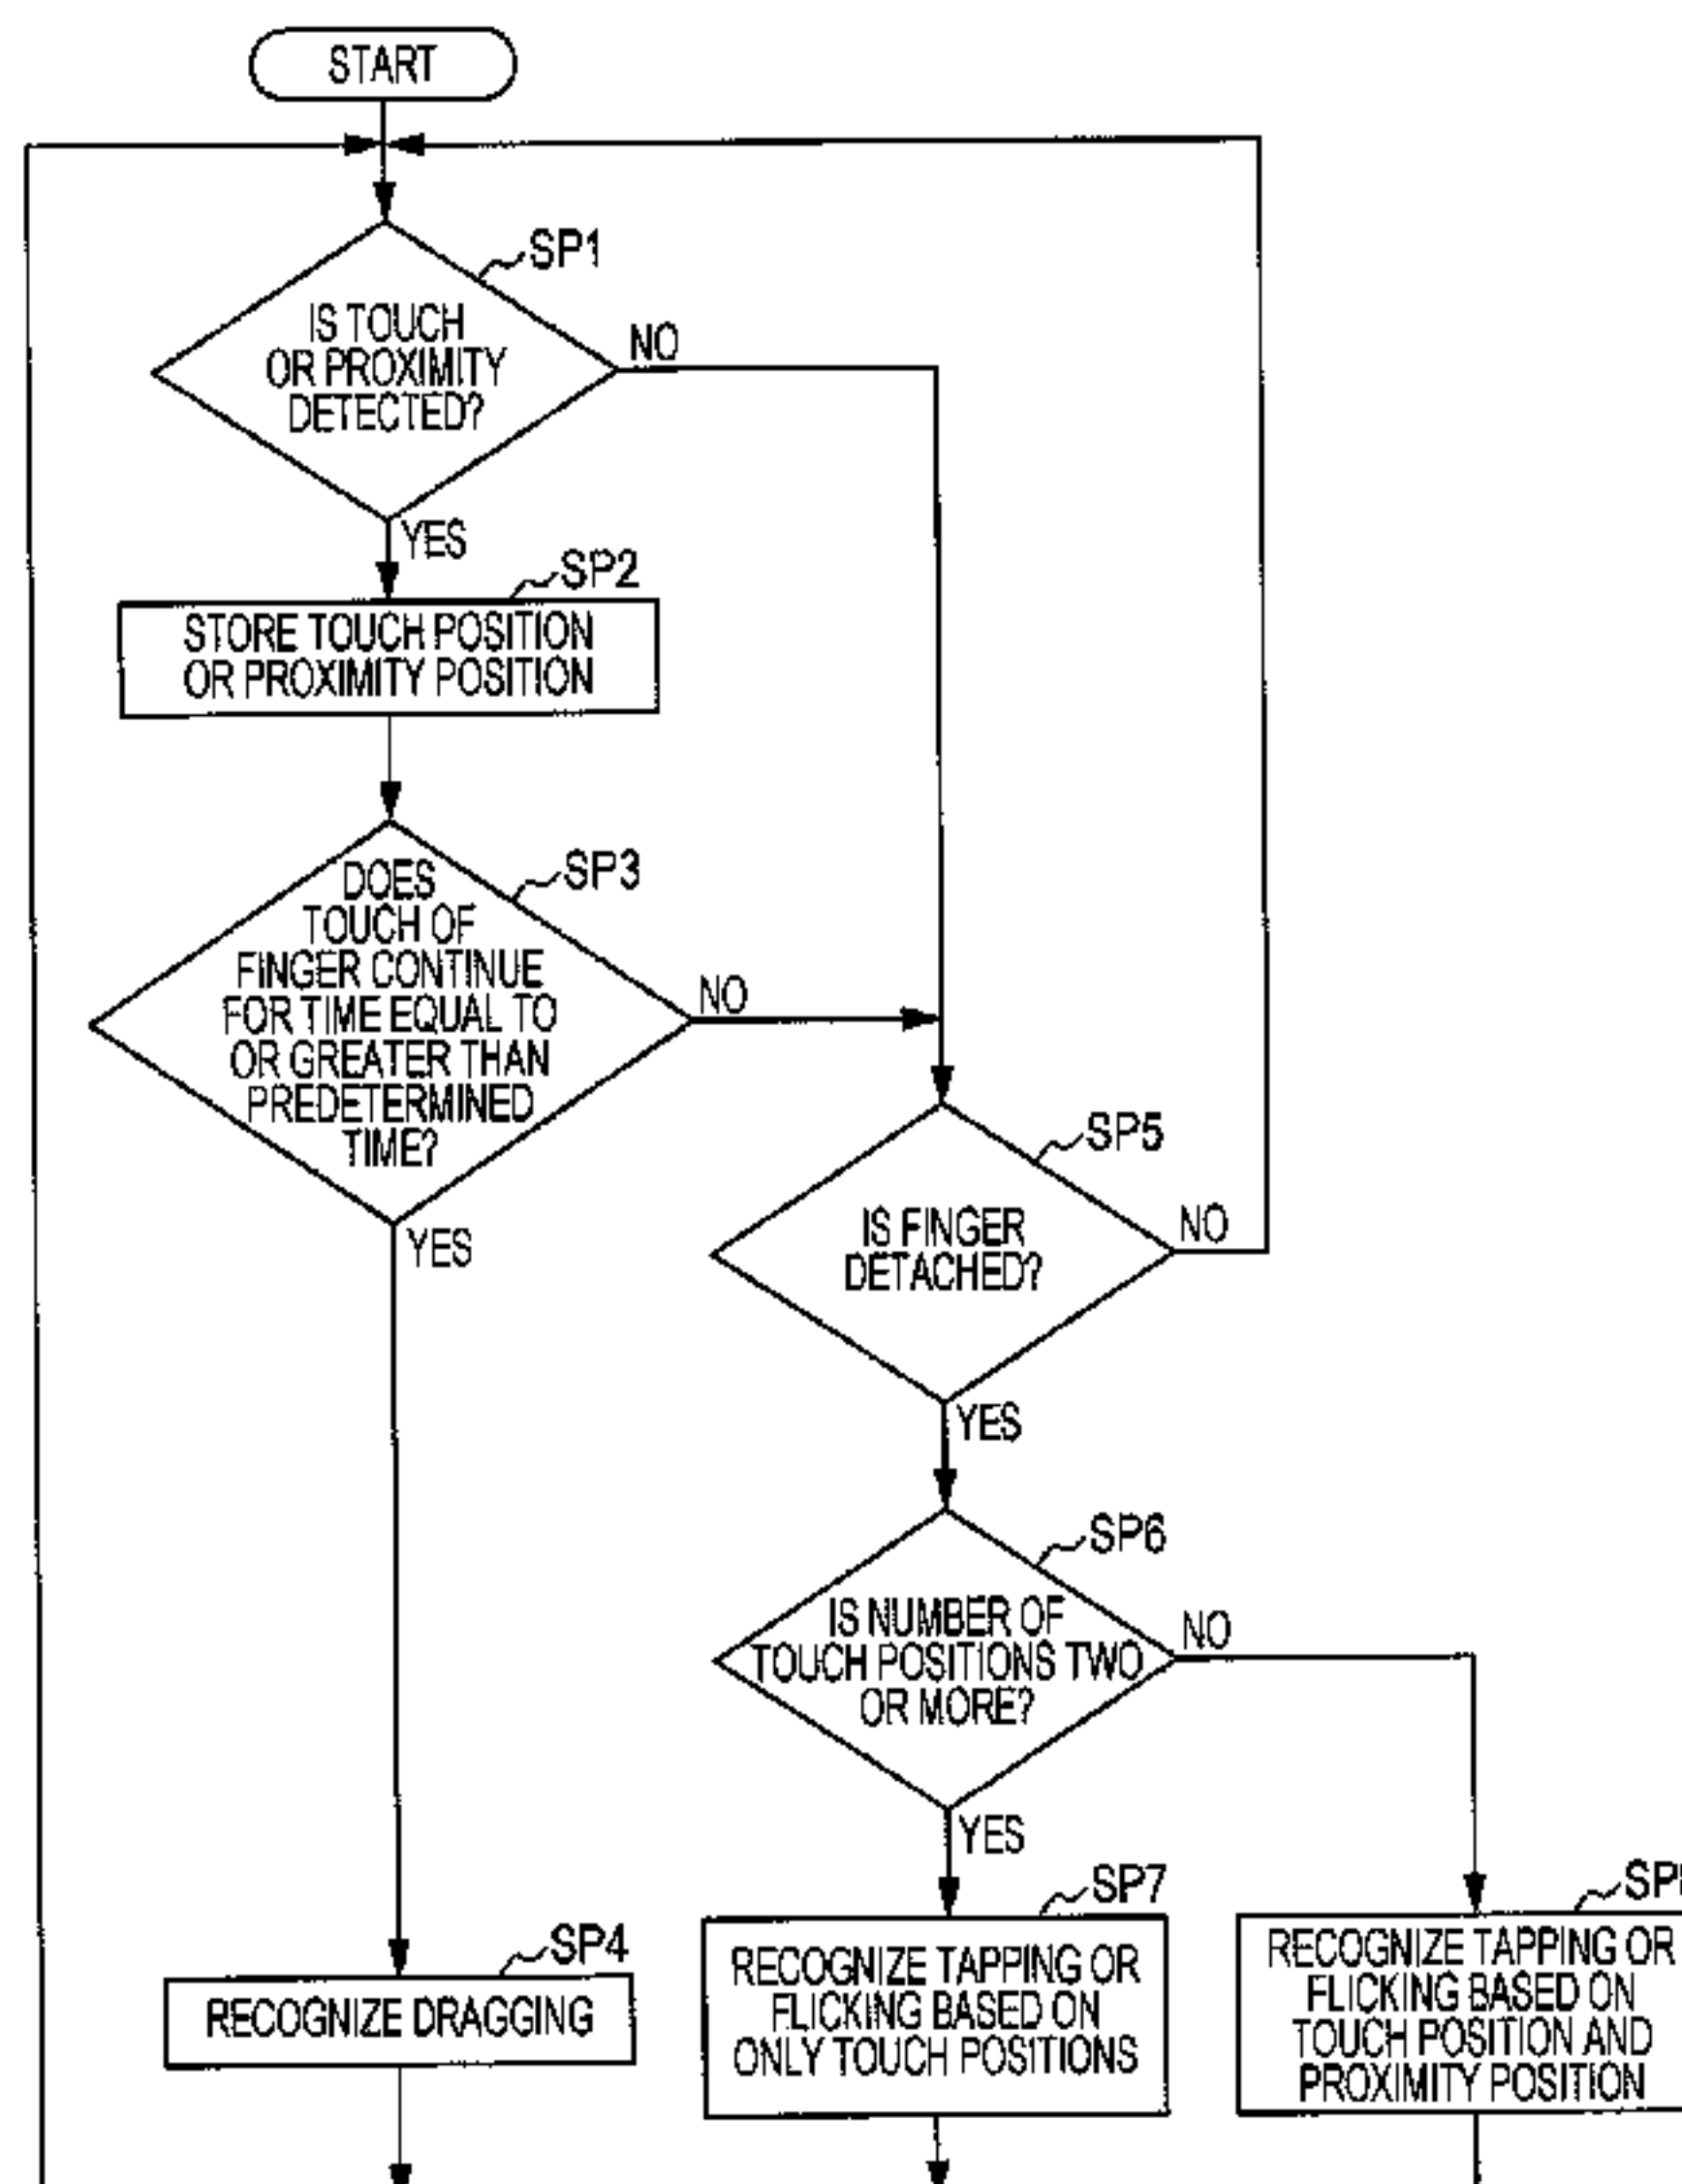 START
SP1
IS TOUCH
OR PROXIMITY
DETECTED?
NO
YES
SP2
STORE TOUCH POSITION
OR PROXIMITY POSITION
SP3
DOES
TOUCH OF
FINGER CONTINUE
FOR TIME EQUAL TO
OR GREATER THAN
PREDETERMINED
TIME?
NO
YES
SP5
IS FINGER
DETACHED?
NO
YES
SP6
IS NUMBER OF
TOUCH POSITIONS TWO
OR MORE?
NO
YES
SP4
RECOGNIZE DRAGGING
SP7
RECOGNIZE TAPPING OR
FLICKING BASED ON
ONLY TOUCH POSITIONS
RECOGNIZE TAPPING OR
FLICKING BASED ON
TOUCH POSITION AND
PROXIMITY POSITION